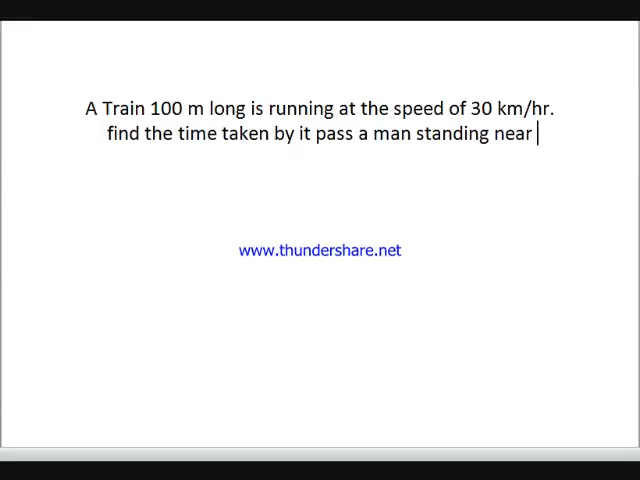 A Train 100 m long is running at the speed of 30 km/hr.
find the time taken by it pass a man standing near
www.thundershare.net